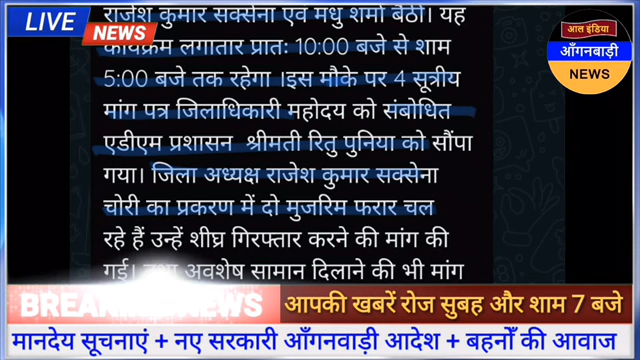 LIVE NEWS
आल इंडिया
आँगनबाड़ी
NEWS
राजेश कुमार सक्सेना एवं मधु शर्मा बैठी। यह
कार्यक्रम लगातार प्रातः 10:00 बजे से शाम
5:00 बजे तक रहेगा ।इस मौके पर 4 सूत्रीय
मांग पत्र जिलाधिकारी महोदय को संबोधित
एडीएम प्रशासन श्रीमती रितु पुनिया को सौंपा
गया। जिला अध्यक्ष राजेश कुमार सक्सेना
चोरी का प्रकरण में दो मुजरिम फरार चल
रहे हैं उन्हें शीघ्र गिरफ्तार करने की मांग की
गई। तथा अवशेष सामान दिलाने की भी मांग
BREAKING NEWS
आपकी खबरें रोज सुबह और शाम 7 बजे
मानदेय सूचनाएं + नए सरकारी आँगनवाड़ी आदेश + बहनोँ की आवाज